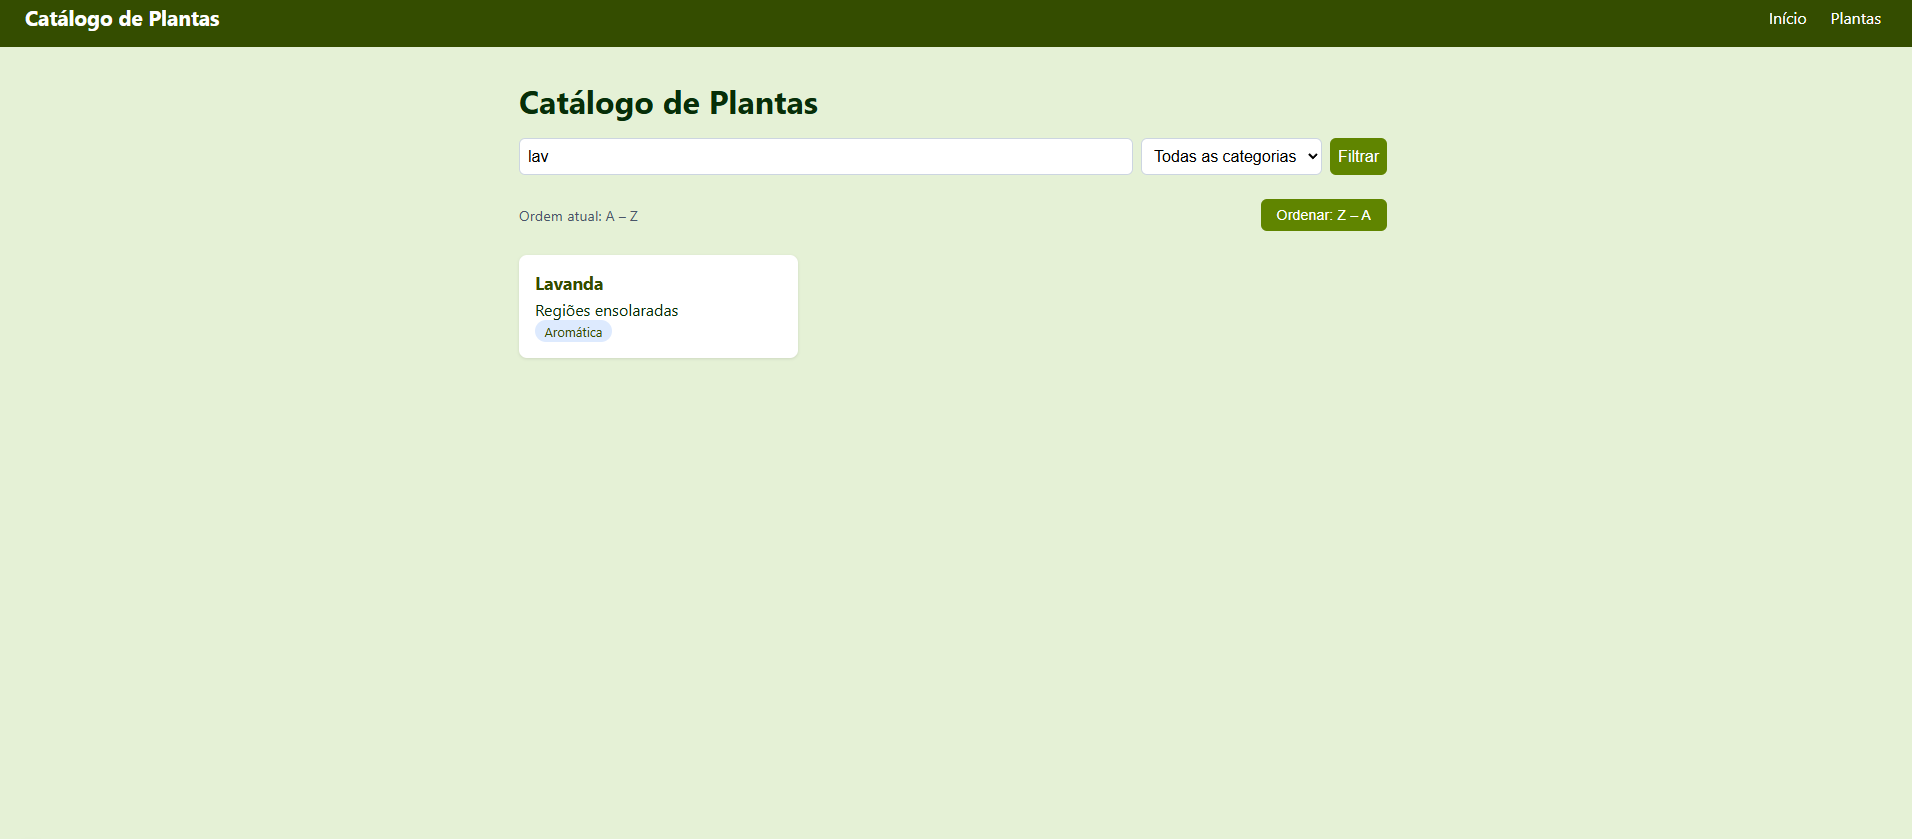 Catálogo de Plantas Início Plantas
Catálogo de Plantas
lav Todas as categorias Filtrar
Ordem atual: A – Z Ordenar: Z – A
Lavanda
Regiões ensolaradas
Aromática